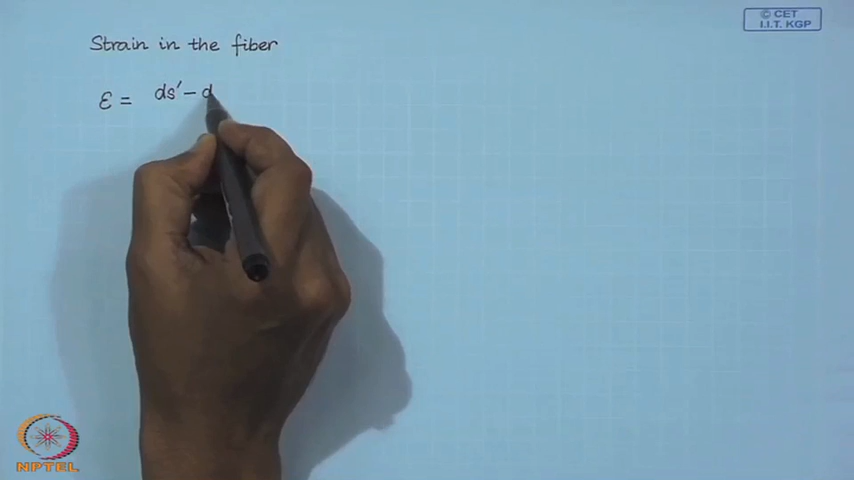 © CET
I.I.T. KGP
Strain in the fiber
ε = ds′ – d
NPTEL